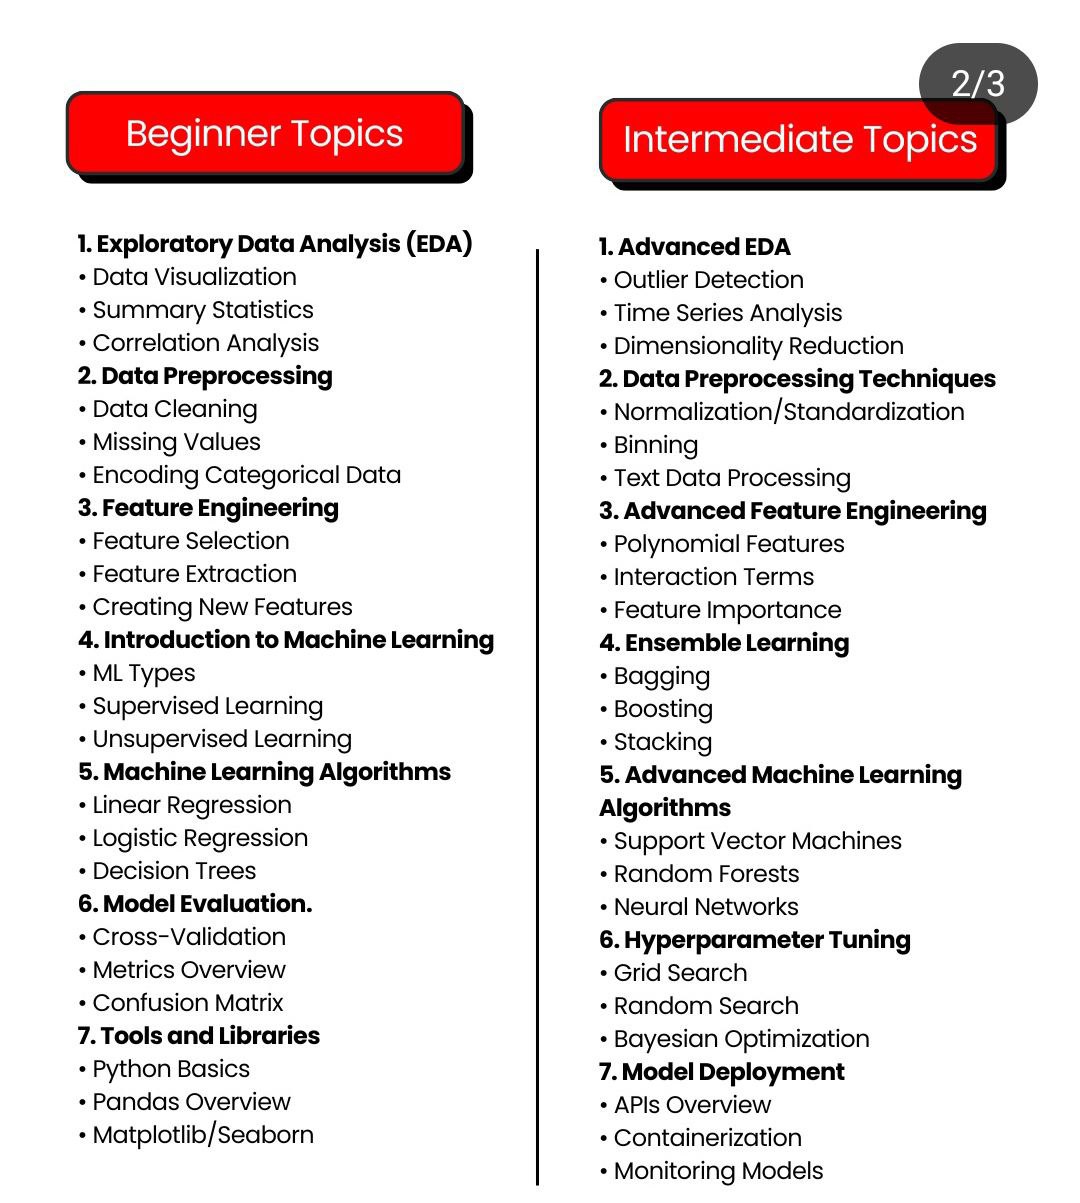 2/3
Beginner Topics
1. Exploratory Data Analysis (EDA)
• Data Visualization
• Summary Statistics
• Correlation Analysis
2. Data Preprocessing
• Data Cleaning
• Missing Values
• Encoding Categorical Data
3. Feature Engineering
• Feature Selection
• Feature Extraction
• Creating New Features
4. Introduction to Machine Learning
• ML Types
• Supervised Learning
• Unsupervised Learning
5. Machine Learning Algorithms
• Linear Regression
• Logistic Regression
• Decision Trees
6. Model Evaluation.
• Cross-Validation
• Metrics Overview
• Confusion Matrix
7. Tools and Libraries
• Python Basics
• Pandas Overview
• Matplotlib/Seaborn
Intermediate Topics
1. Advanced EDA
• Outlier Detection
• Time Series Analysis
• Dimensionality Reduction
2. Data Preprocessing Techniques
• Normalization/Standardization
• Binning
• Text Data Processing
3. Advanced Feature Engineering
• Polynomial Features
• Interaction Terms
• Feature Importance
4. Ensemble Learning
• Bagging
• Boosting
• Stacking
5. Advanced Machine Learning
Algorithms
• Support Vector Machines
• Random Forests
• Neural Networks
6. Hyperparameter Tuning
• Grid Search
• Random Search
• Bayesian Optimization
7. Model Deployment
• APIs Overview
• Containerization
• Monitoring Models